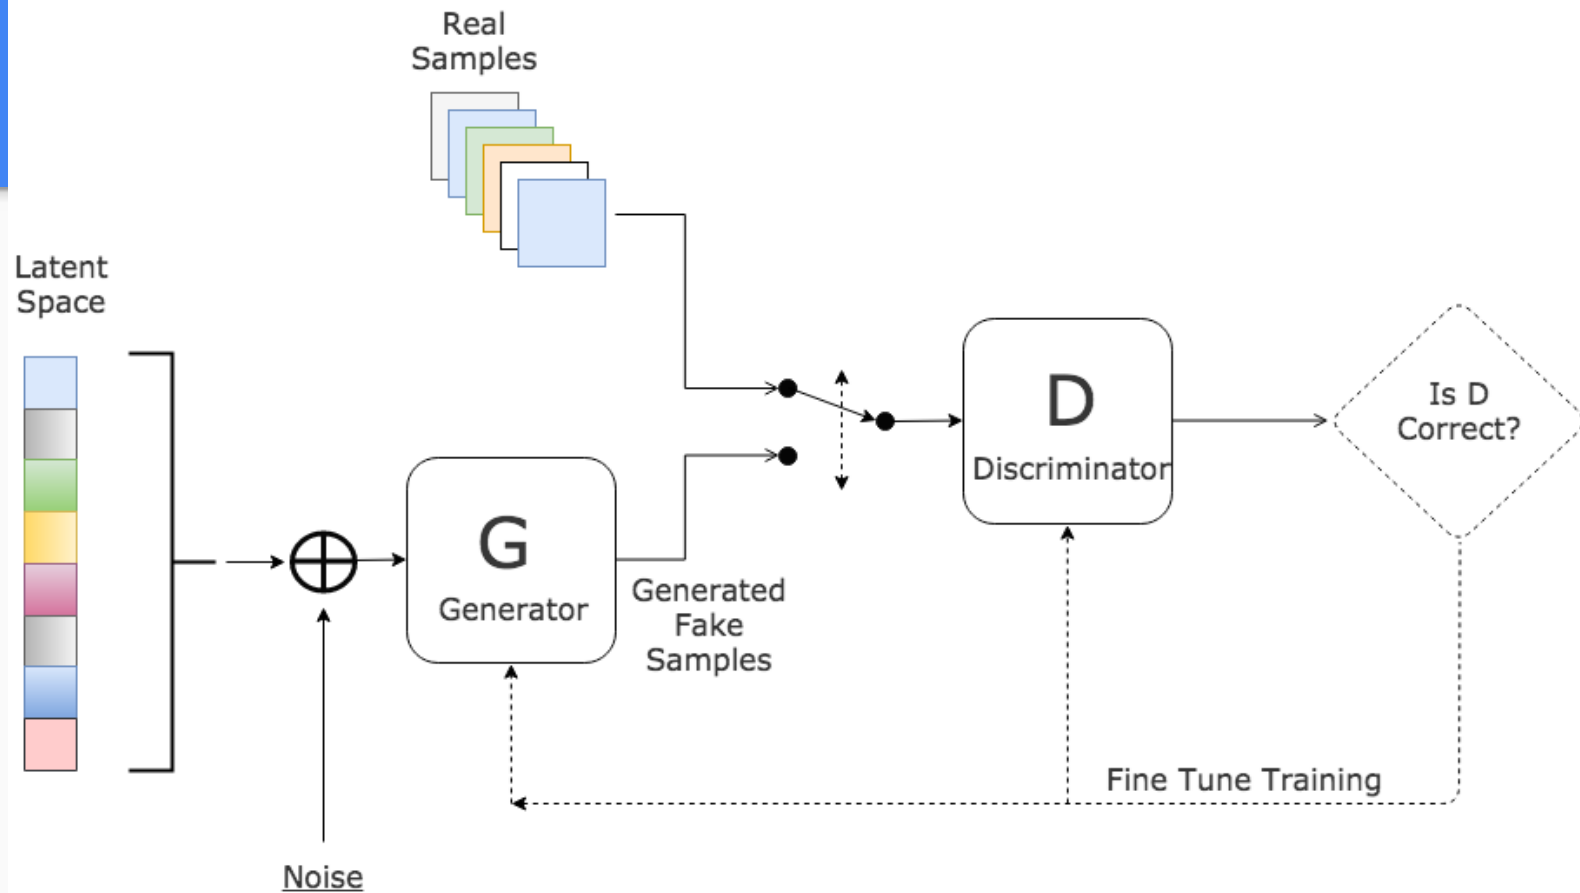 Real
Samples
Latent
Space
Is D
Correct?
D
Discriminator
G
Generator
Generated
Fake
Samples
Fine Tune Training
Noise